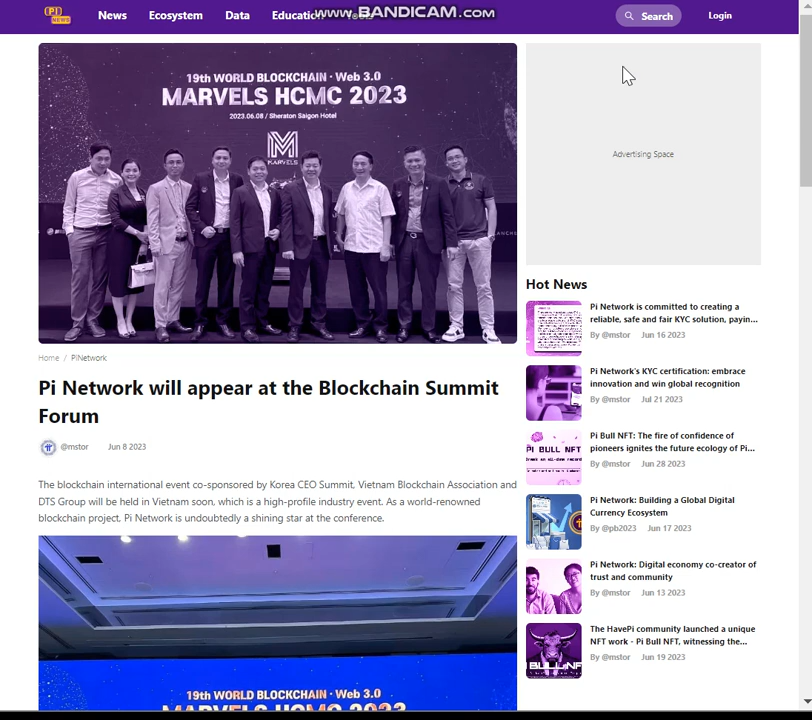 PI
NEWS
News
Ecosystem
Data
Education
www.BANDICAM.com
Search
Login
19th WORLD BLOCKCHAIN · Web 3.0
MARVELS HCMC 2023
2023.06.08 / Sheraton Saigon Hotel
MARVELS
Advertising Space
Home / PiNetwork
Pi Network will appear at the Blockchain Summit
Forum
@mstor Jun 8 2023
The blockchain international event co-sponsored by Korea CEO Summit, Vietnam Blockchain Association and
DTS Group will be held in Vietnam soon, which is a high-profile industry event. As a world-renowned
blockchain project, Pi Network is undoubtedly a shining star at the conference.
19th WORLD BLOCKCHAIN · Web 3.0
MARVELS HCMC 2023
Hot News
Pi Network is committed to creating a
reliable, safe and fair KYC solution, payin...
By @mstor Jun 16 2023
Pi Network's KYC certification: embrace
innovation and win global recognition
By @mstor Jul 21 2023
PI BULL NFT
Pi Bull NFT: The fire of confidence of
pioneers ignites the future ecology of Pi...
By @mstor Jun 28 2023
Pi Network: Building a Global Digital
Currency Ecosystem
By @pb2023 Jun 17 2023
Pi Network: Digital economy co-creator of
trust and community
By @mstor Jun 13 2023
The HavePi community launched a unique
NFT work - Pi Bull NFT, witnessing the...
By @mstor Jun 19 2023